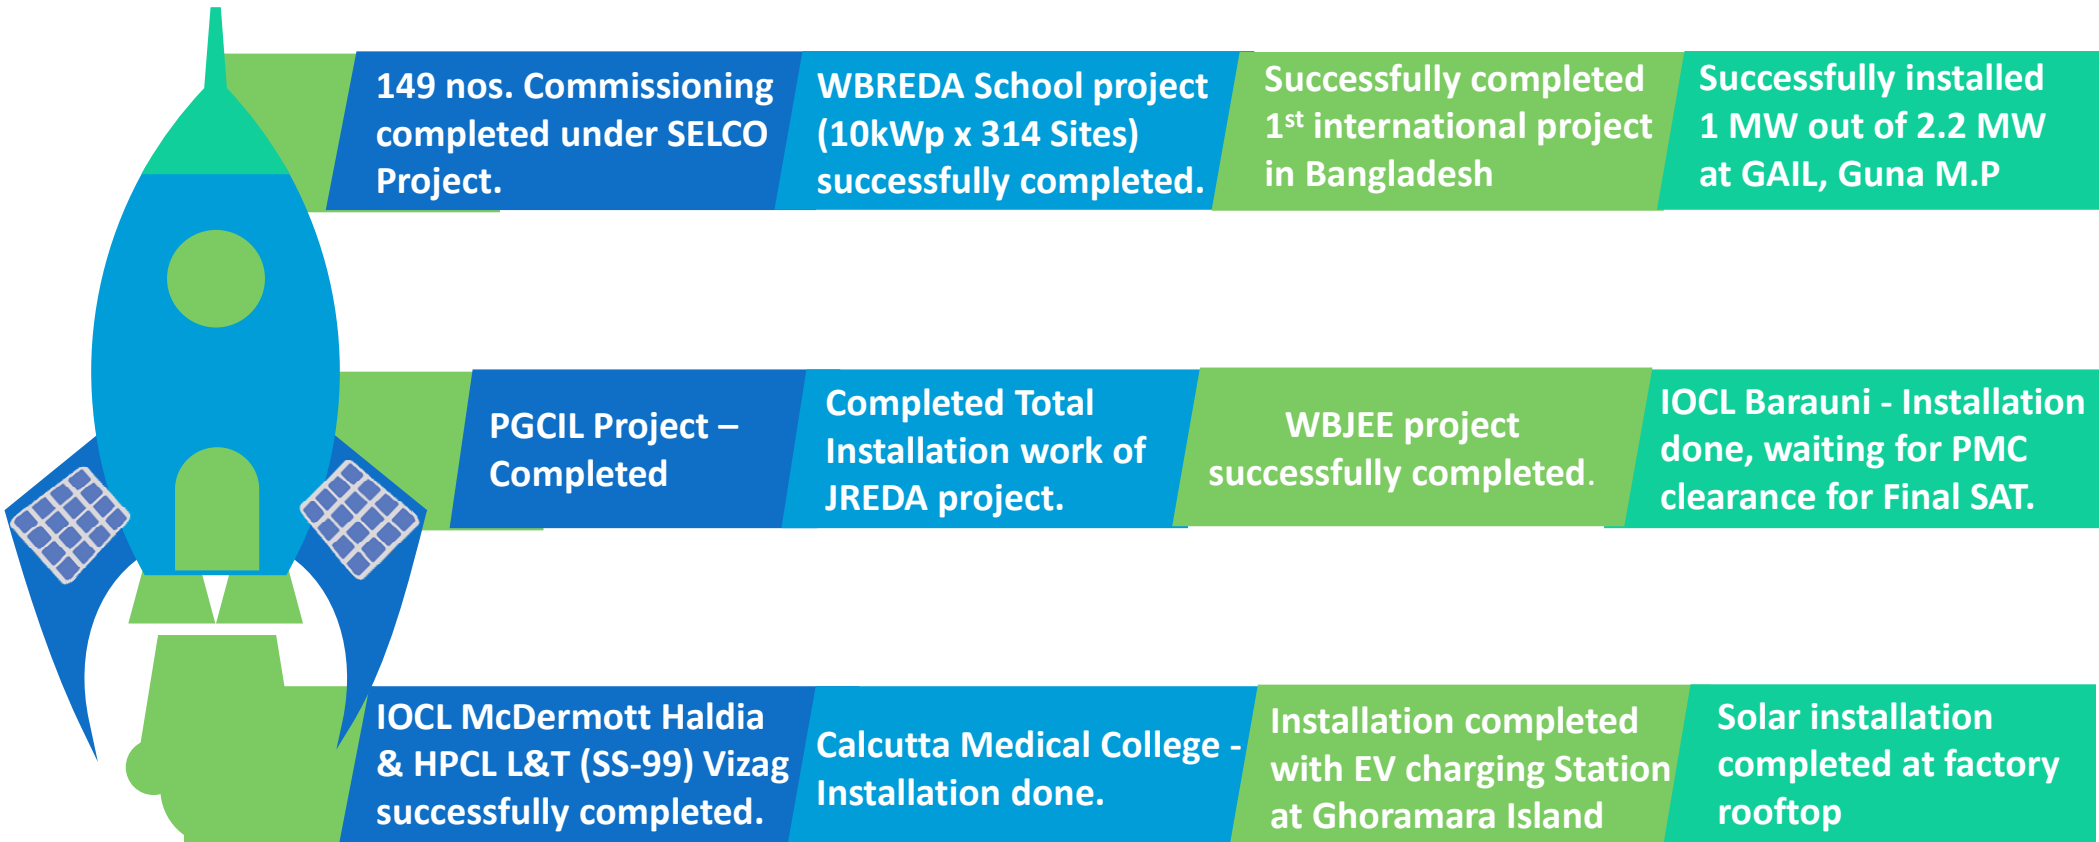 149 nos. Commissioning
completed under SELCO
Project.
WBREDA School project
(10kWp x 314 Sites)
successfully completed.
Successfully completed
1st international project
in Bangladesh
Successfully installed
1 MW out of 2.2 MW
at GAIL, Guna M.P
PGCIL Project –
Completed
Completed Total
Installation work of
JREDA project.
WBJEE project
successfully completed.
IOCL Barauni - Installation
done, waiting for PMC
clearance for Final SAT.
IOCL McDermott Haldia
& HPCL L&T (SS-99) Vizag
successfully completed.
Calcutta Medical College -
Installation done.
Installation completed
with EV charging Station
at Ghoramara Island
Solar installation
completed at factory
rooftop